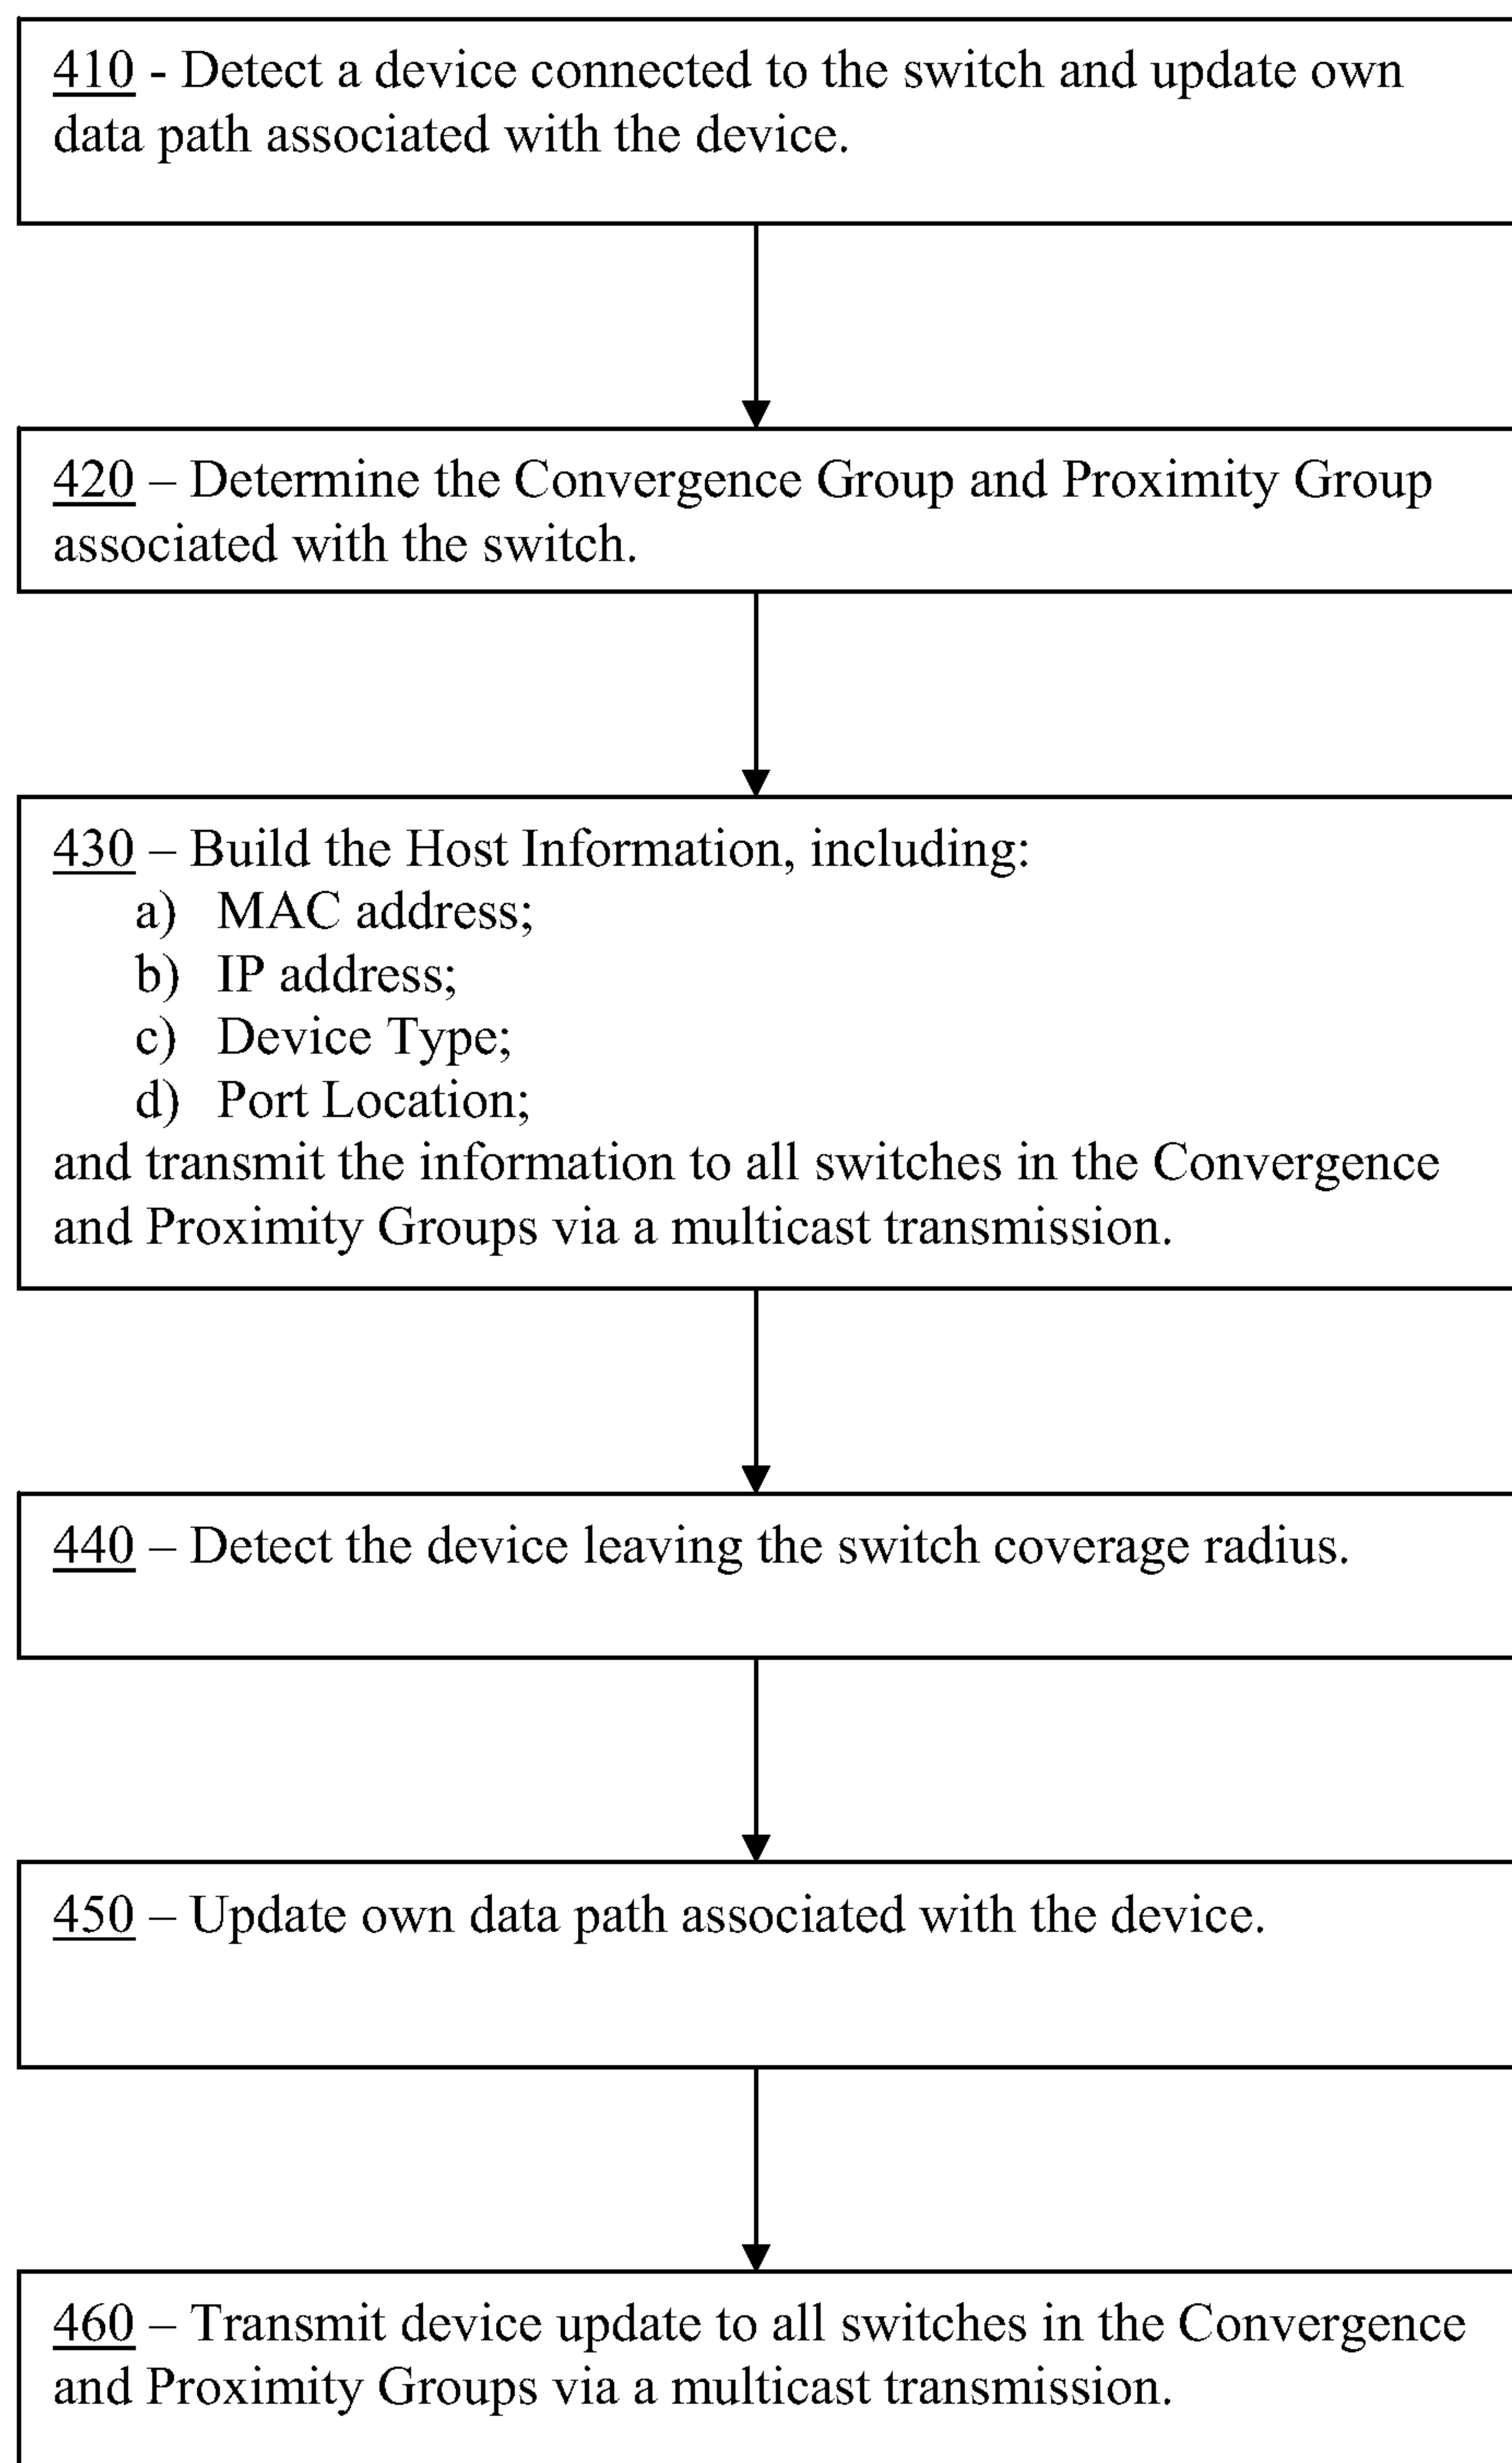 410 - Detect a device connected to the switch and update own
data path associated with the device.
420 – Determine the Convergence Group and Proximity Group
associated with the switch.
430 – Build the Host Information, including:
a) MAC address;
b) IP address;
c) Device Type;
d) Port Location;
and transmit the information to all switches in the Convergence
and Proximity Groups via a multicast transmission.
440 – Detect the device leaving the switch coverage radius.
450 – Update own data path associated with the device.
460 – Transmit device update to all switches in the Convergence
and Proximity Groups via a multicast transmission.